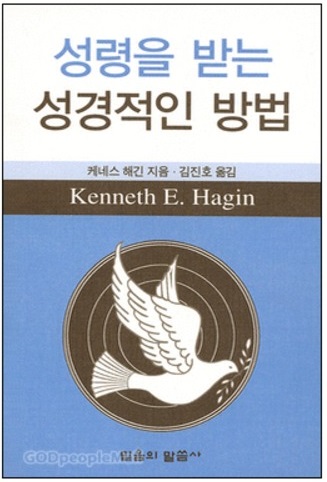 성령을 받는
성경적인 방법
케네스 해긴 지음 · 김진호 옮김
Kenneth E. Hagin
믿음의 말씀사